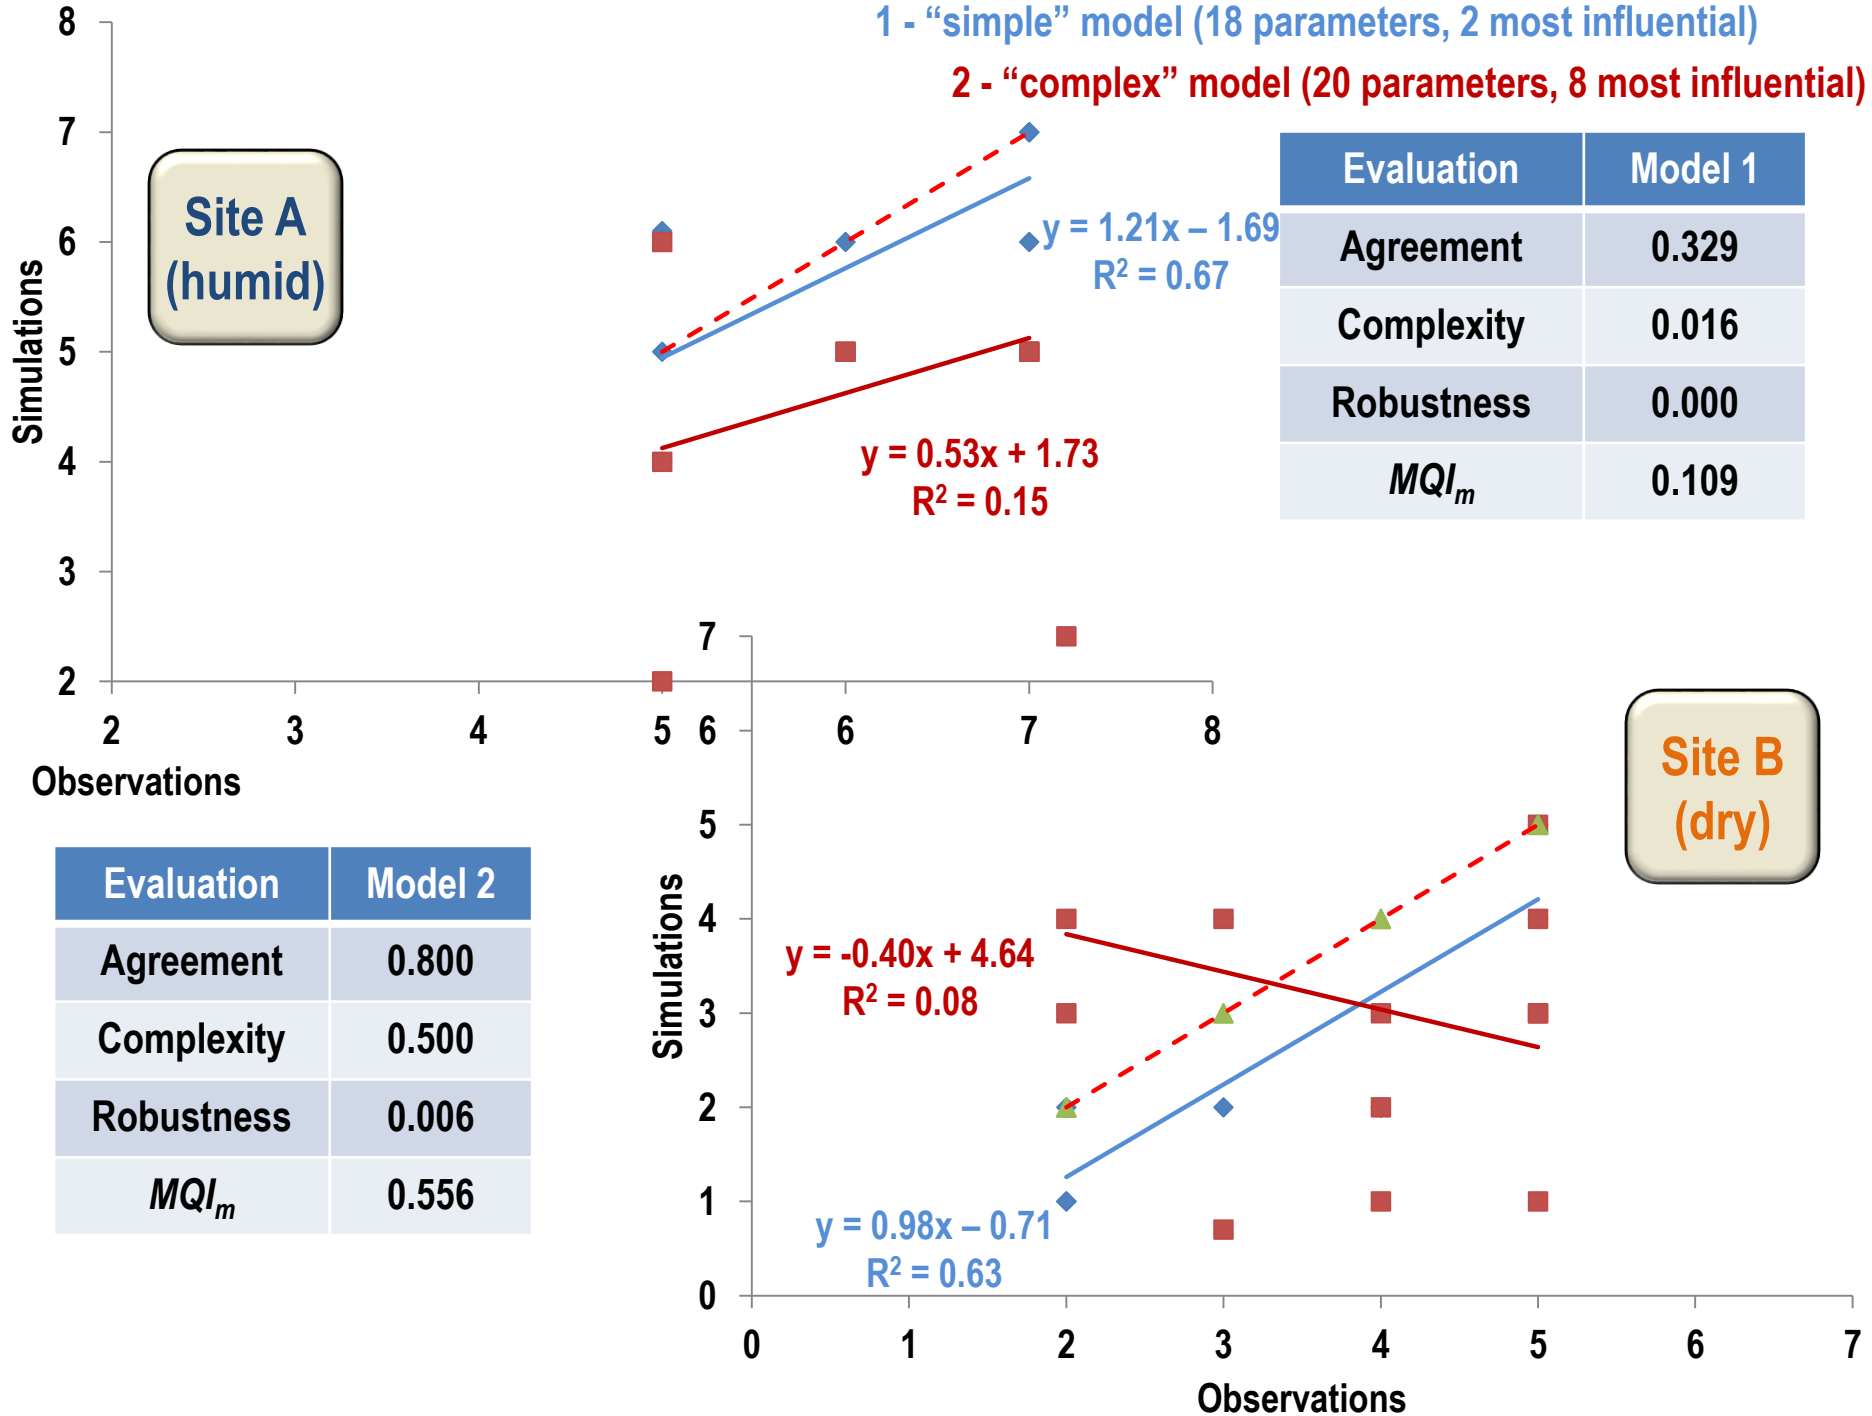 1 - “simple” model (18 parameters, 2 most influential)
2 - “complex” model (20 parameters, 8 most influential)
8
7
6
5
4
3
2
Simulations
Site A
(humid)
y = 1.21x – 1.69
R² = 0.67
y = 0.53x + 1.73
R² = 0.15
2 3 4 5 6 7 8
Observations
Evaluation Model 1
Agreement 0.329
Complexity 0.016
Robustness 0.000
MQIm 0.109
Evaluation Model 2
Agreement 0.800
Complexity 0.500
Robustness 0.006
MQIm 0.556
7
6
5
4
3
2
1
0
Simulations
Site B
(dry)
y = -0.40x + 4.64
R² = 0.08
y = 0.98x – 0.71
R² = 0.63
0 1 2 3 4 5 6 7
Observations